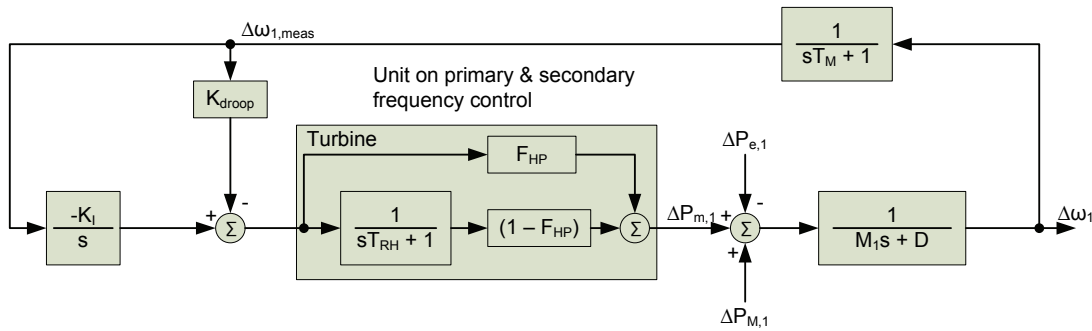 Δω1,meas
1
sTM + 1
Unit on primary & secondary
frequency control
Kdroop
Turbine
FHP
ΔPe,1
-
-KI
s
+
Σ
1
sTRH + 1
(1 – FHP)
Σ
ΔPm,1
+
-
Σ
+
1
M1s + D
Δω1
ΔPM,1